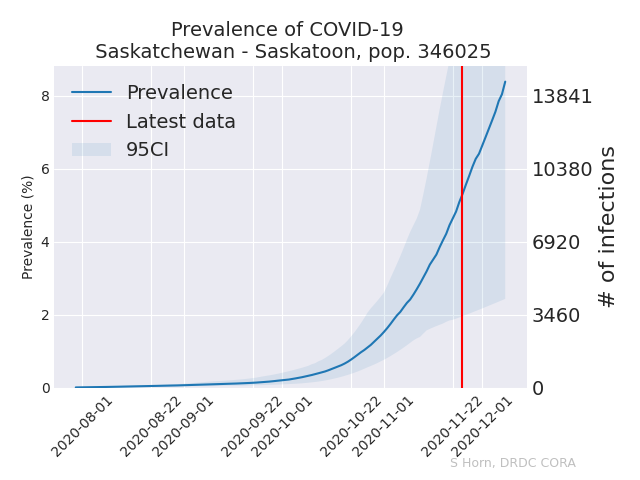 Prevalence of COVID-19
Saskatchewan - Saskatoon, pop. 346025
Prevalence
Latest data
95CI
Prevalence (%)
8
6
4
2
0
13841
10380
6920
3460
0
# of infections
2020-08-01
2020-08-22
2020-09-01
2020-09-22
2020-10-01
2020-10-22
2020-11-01
2020-11-22
2020-12-01
S Horn, DRDC CORA